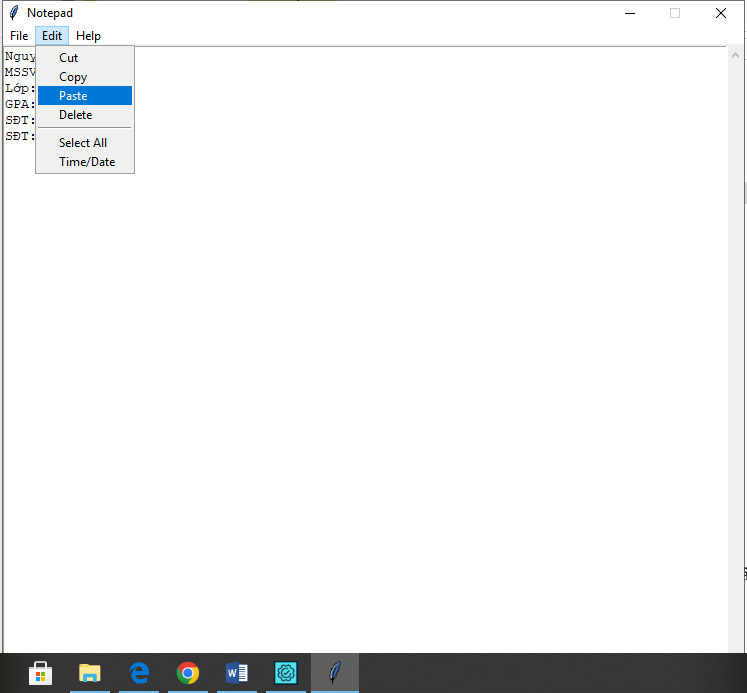 Notepad
File Edit Help
Cut
Copy
Paste
Delete
Select All
Time/Date
Nguy
MSSV
Lớp:
GPA:
SĐT:
SĐT: